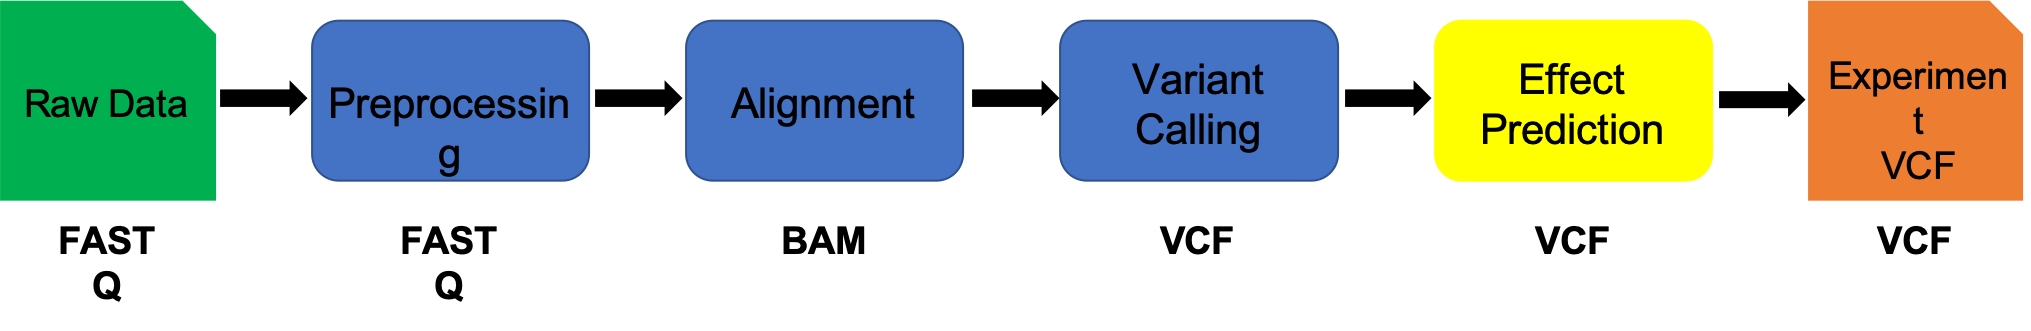 Raw Data
Preprocessin
g
Alignment
Variant
Calling
Effect
Prediction
Experimen
t
VCF
FAST
Q
FAST
Q
BAM
VCF
VCF
VCF